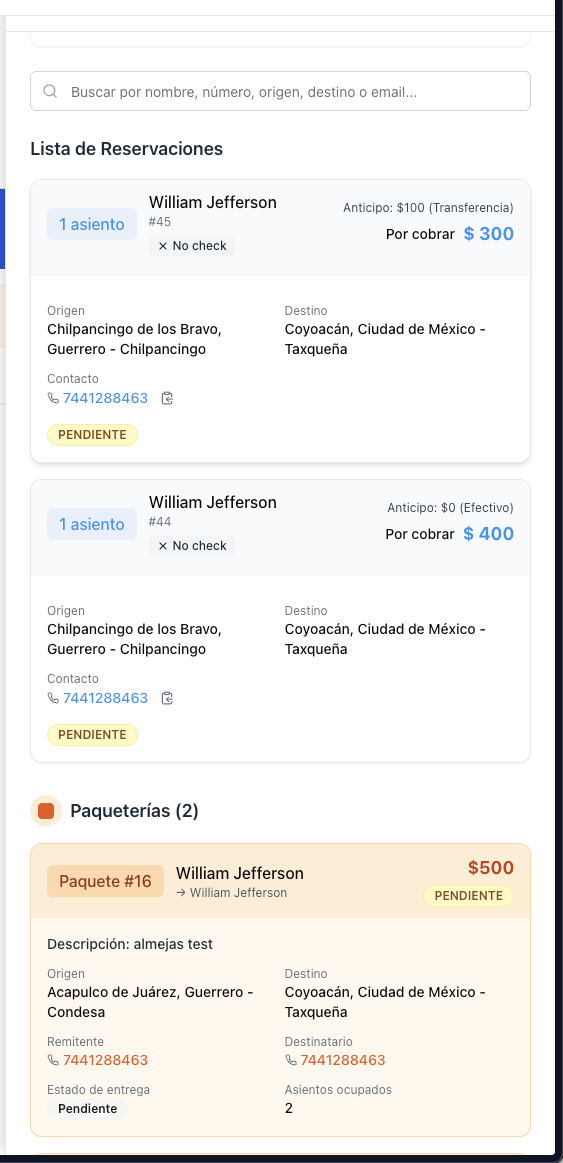 Buscar por nombre, número, origen, destino o email...
Lista de Reservaciones
1 asiento
William Jefferson
#45
× No check
Anticipo: $100 (Transferencia)
Por cobrar $ 300
Origen
Chilpancingo de los Bravo,
Guerrero - Chilpancingo
Destino
Coyoacán, Ciudad de México -
Taxqueña
Contacto
7441288463
PENDIENTE
1 asiento
William Jefferson
#44
× No check
Anticipo: $0 (Efectivo)
Por cobrar $ 400
Origen
Chilpancingo de los Bravo,
Guerrero - Chilpancingo
Destino
Coyoacán, Ciudad de México -
Taxqueña
Contacto
7441288463
PENDIENTE
Paqueterías (2)
Paquete #16
William Jefferson
→ William Jefferson
$500
PENDIENTE
Descripción: almejas test
Origen
Acapulco de Juárez, Guerrero -
Condesa
Destino
Coyoacán, Ciudad de México -
Taxqueña
Remitente
7441288463
Destinatario
7441288463
Estado de entrega
Pendiente
Asientos ocupados
2